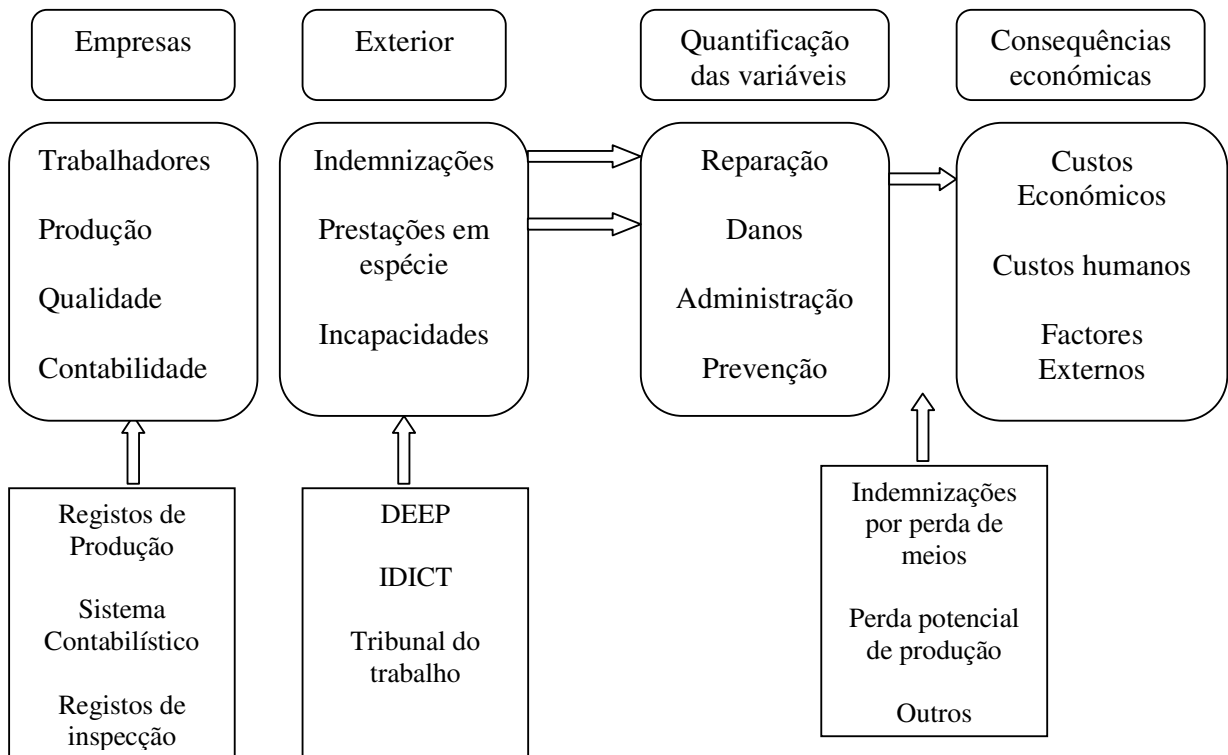 Empresas
Exterior
Quantificação
das variáveis
Consequências
económicas
Trabalhadores
Produção
Qualidade
Contabilidade
Indemnizações
Prestações em
espécie
Incapacidades
Reparação
Danos
Administração
Prevenção
Custos
Económicos
Custos humanos
Factores
Externos
Registos de
Produção
Sistema
Contabilístico
Registos de
inspecção
DEEP
IDICT
Tribunal do
trabalho
Indemnizações
por perda de
meios
Perda potencial
de produção
Outros